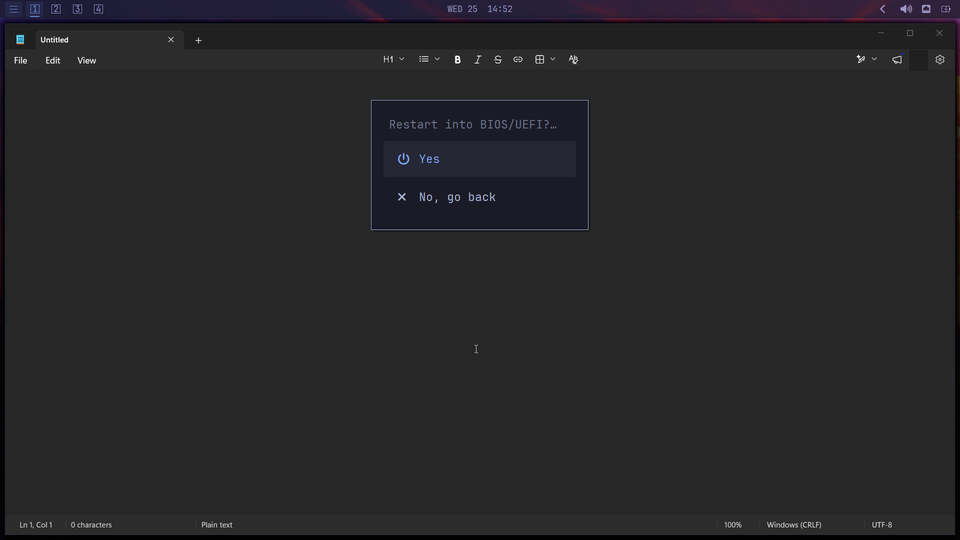 1 2 3 4 WED 25 14:52
Untitled
File Edit View H1 B I S
Restart into BIOS/UEFI?…
Yes
No, go back
Ln 1, Col 1 0 characters Plain text 100% Windows (CRLF) UTF-8